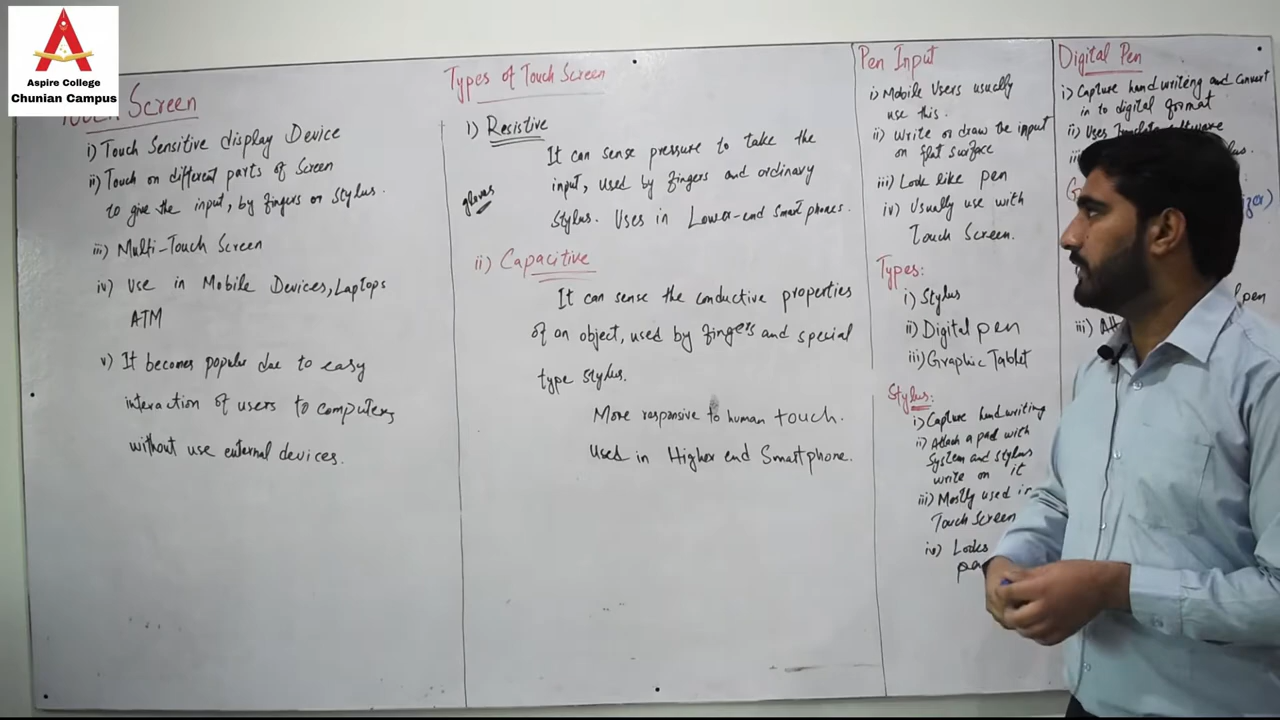 Aspire College
Chunian Campus
Screen
i) Touch Sensitive display Device
ii) Touch on different parts of Screen
to give the input, by fingers or Stylus.
iii) Multi-Touch Screen
iv) Use in Mobile Devices, Laptops
ATM
v) It becomes popular due to easy
interaction of users to computers
without use external devices.
Types of Touch Screen
i) Resistive
It can sense pressure to take the
input, used by fingers and ordinary
Stylus. Uses in Lower-end Smart phones.
gloves
ii) Capacitive
It can sense the conductive properties
of an object, used by fingers and special
type stylus.
More responsive to human touch.
Used in Higher end Smartphone.
Pen Input
i) Mobile Users usually
use this.
ii) Write or draw the input
on flat surface
iii) Look like pen
iv) Usually use with
Touch Screen.
Types:
i) Stylus
ii) Digital pen
iii) Graphic Tablet
Stylus:
i) Capture handwriting
ii) Attach a pad with
System and stylus
write on it
iii) Mostly used in
Touch Screen
iv) Looks
Digital Pen
i) Capture handwriting and Convert
in to digital format
ii) Uses
iii)
pen
iii)